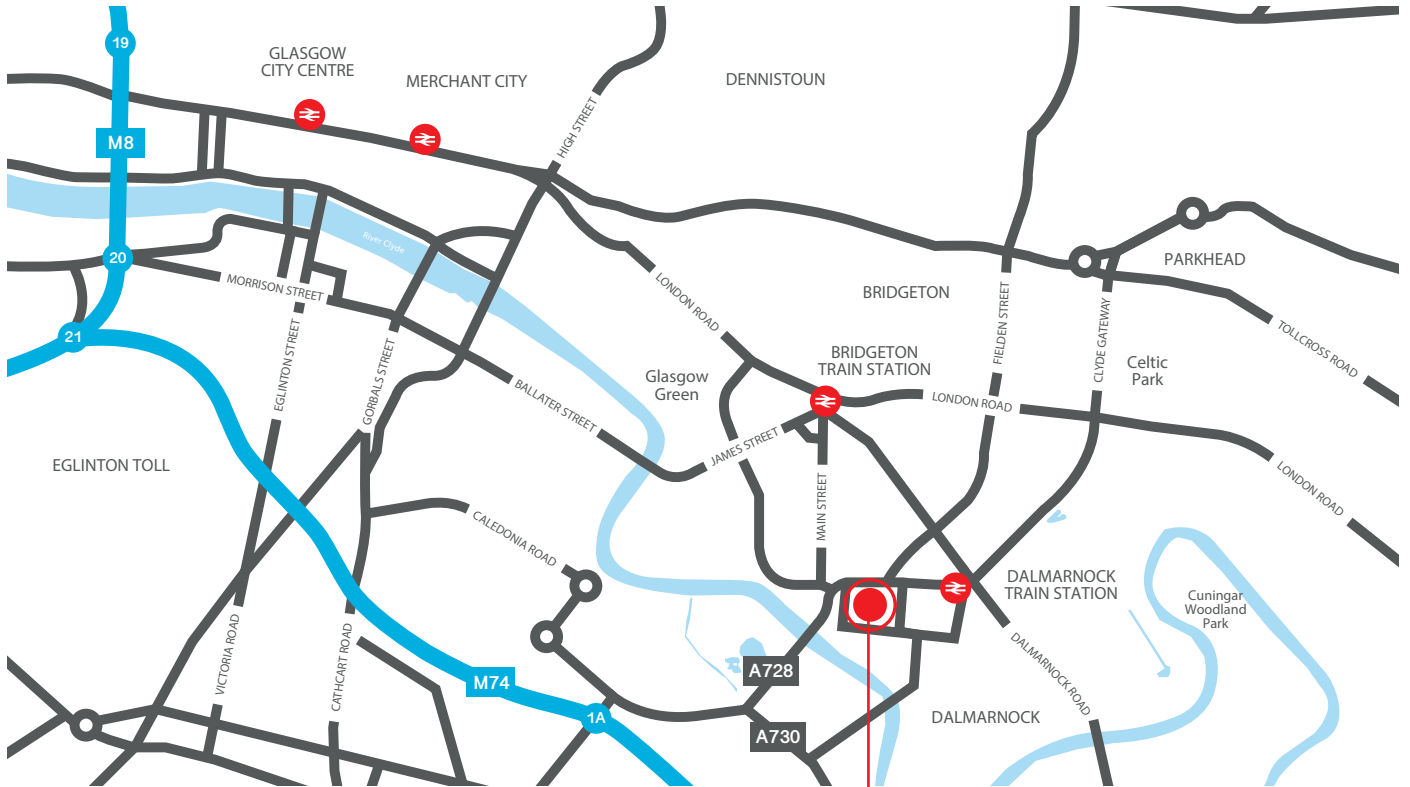 19
GLASGOW
CITY CENTRE
MERCHANT CITY
DENNISTOUN
M8
HIGH STREET
River Clyde
20
PARKHEAD
MORRISON STREET
LONDON ROAD
BRIDGETON
FIELDEN STREET
CLYDE GATEWAY
TOLLCROSS ROAD
21
EGLINTON STREET
GORBALS STREET
BRIDGETON
TRAIN STATION
Celtic
Park
Glasgow
Green
BALLATER STREET
LONDON ROAD
JAMES STREET
EGLINTON TOLL
LONDON ROAD
MAIN STREET
CALEDONIA ROAD
DALMARNOCK
TRAIN STATION
Cuningar
Woodland
Park
VICTORIA ROAD
CATHCART ROAD
DALMARNOCK ROAD
A728
M74
1A
DALMARNOCK
A730